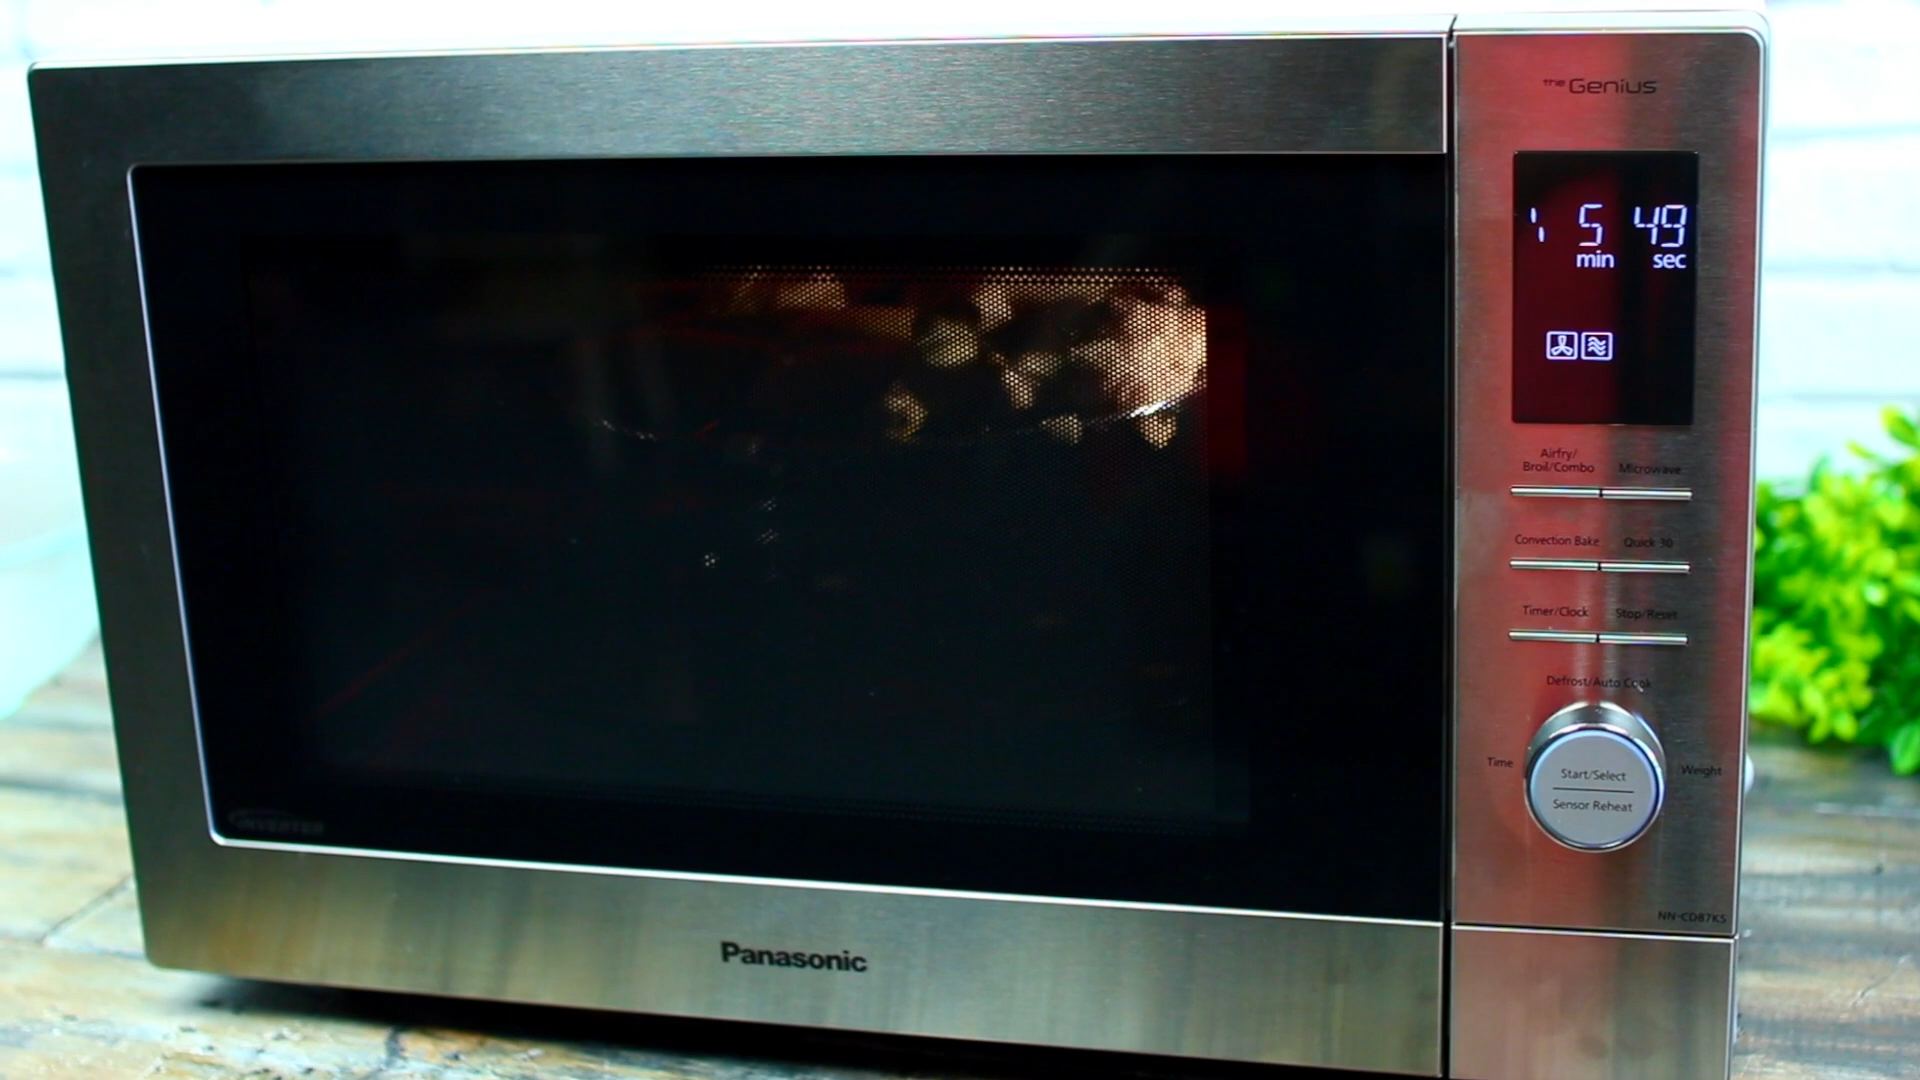 The Genius
5 49
min sec
Airfry/
Broil/Combo
Microwave
Convection Bake
Quick 30
Timer/Clock
Stop/Reset
Defrost/Auto Cook
Time
Weight
Start/Select
Sensor Reheat
NN-CD87KS
INVERTER
Panasonic